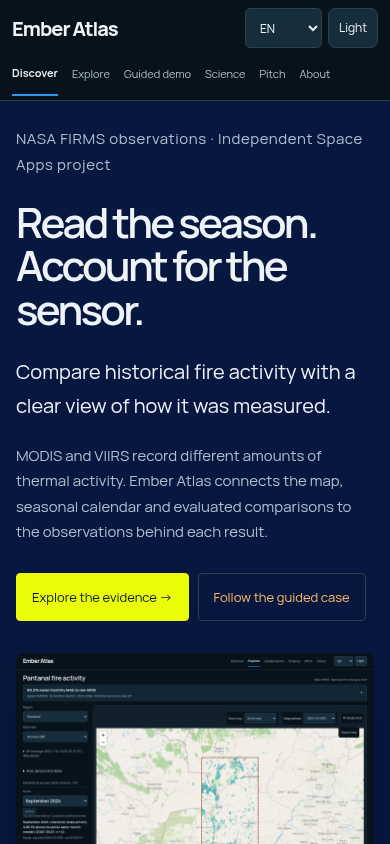 Ember Atlas
EN
Light
Discover Explore Guided demo Science Pitch About
NASA FIRMS observations · Independent Space
Apps project
Read the season.
Account for the
sensor.
Compare historical fire activity with a
clear view of how it was measured.
MODIS and VIIRS record different amounts of
thermal activity. Ember Atlas connects the map,
seasonal calendar and evaluated comparisons to
the observations behind each result.
Explore the evidence →
Follow the guided case
Ember Atlas
Pantanal fire activity
September 2024